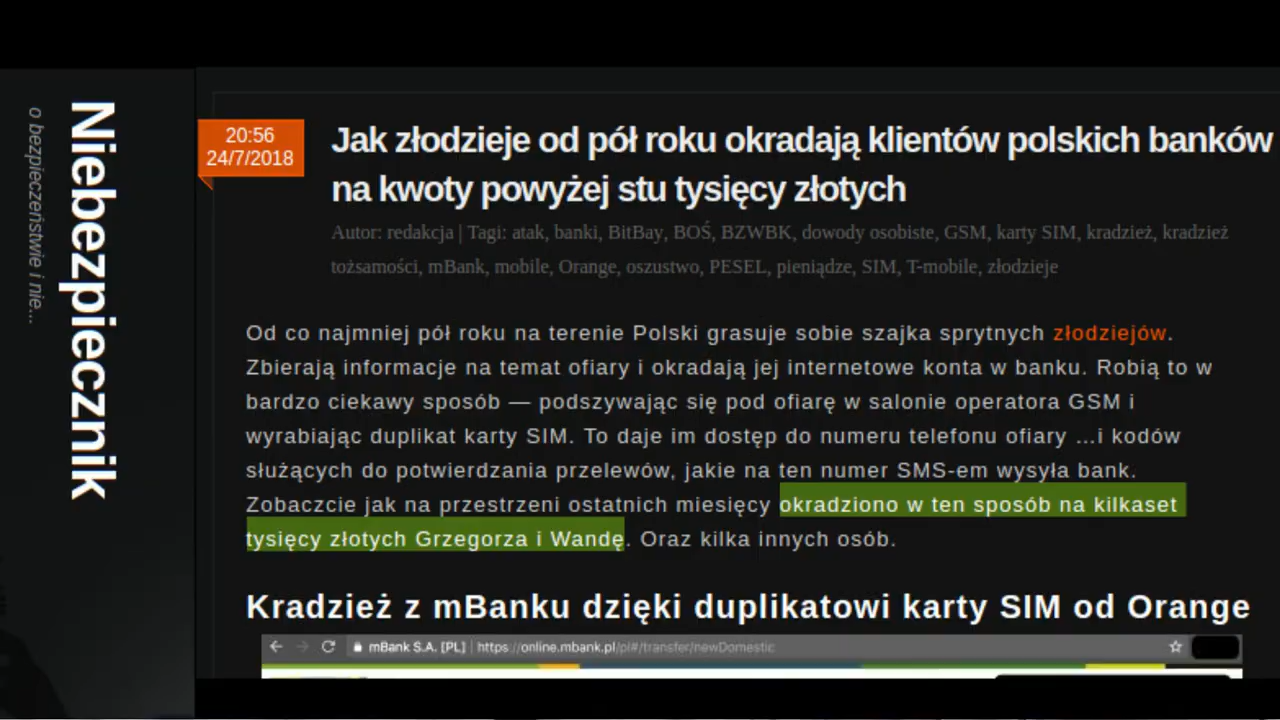 Niebezpiecznik
o bezpieczeństwie i nie...
20:56
24/7/2018
Jak złodzieje od pół roku okradają klientów polskich banków
na kwoty powyżej stu tysięcy złotych
Autor: redakcja | Tagi: atak, banki, BitBay, BOŚ, BZWBK, dowody osobiste, GSM, karty SIM, kradzież, kradzież
tożsamości, mBank, mobile, Orange, oszustwo, PESEL, pieniądze, SIM, T-mobile, złodzieje
Od co najmniej pół roku na terenie Polski grasuje sobie szajka sprytnych złodziejów.
Zbierają informacje na temat ofiary i okradają jej internetowe konta w banku. Robią to w
bardzo ciekawy sposób — podszywając się pod ofiarę w salonie operatora GSM i
wyrabiając duplikat karty SIM. To daje im dostęp do numeru telefonu ofiary ...i kodów
służących do potwierdzania przelewów, jakie na ten numer SMS-em wysyła bank.
Zobaczcie jak na przestrzeni ostatnich miesięcy okradziono w ten sposób na kilkaset
tysięcy złotych Grzegorza i Wandę. Oraz kilka innych osób.
Kradzież z mBanku dzięki duplikatowi karty SIM od Orange
mBank S.A. [PL] | https://online.mbank.pl/pl#/transfer/newDomestic